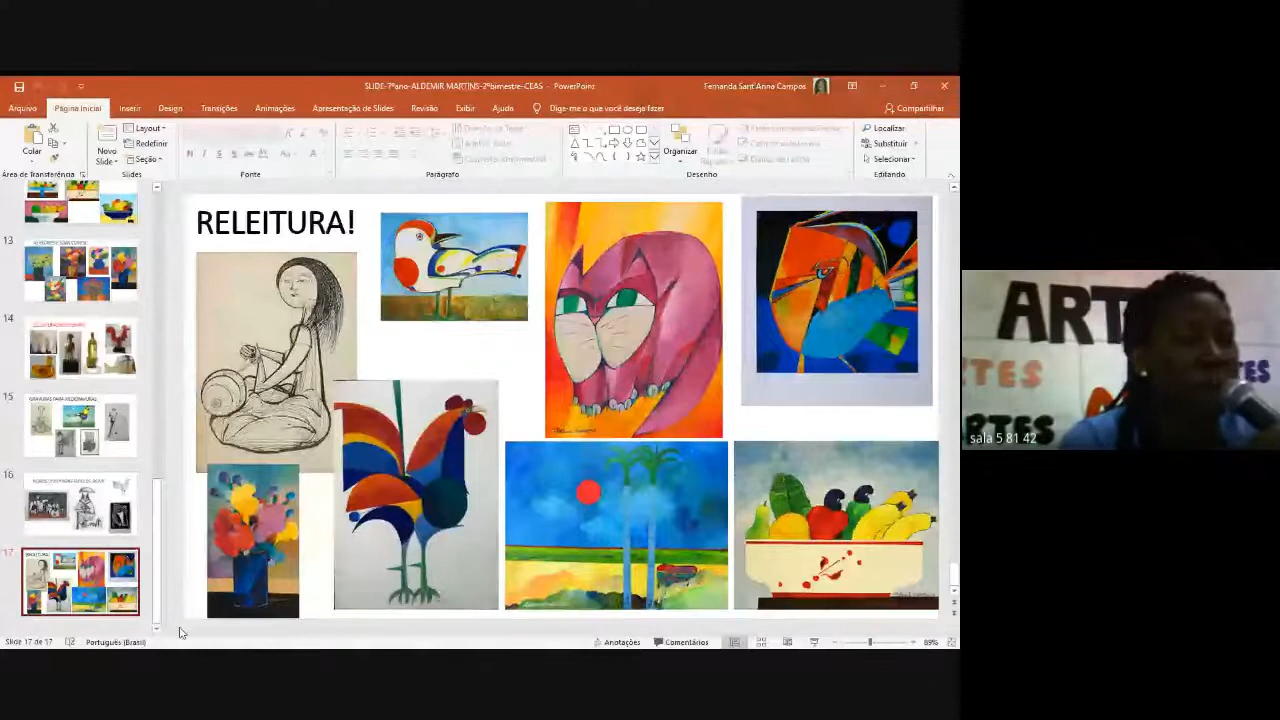 SLIDE-7ºano-ALDEMIR MARTINS-2ºbimestre-CEAS - PowerPoint
Fernanda Sant'Anna Campos
Arquivo
Página Inicial
Inserir
Design
Transições
Animações
Apresentação de Slides
Revisão
Exibir
Ajuda
Diga-me o que você deseja fazer
Compartilhar
Colar
Novo
Slide
Layout
Redefinir
Seção
Organizar
Localizar
Substituir
Selecionar
Área de Transferência
Slides
Fonte
Parágrafo
Desenho
Editando
13
14
15
16
17
RELEITURA!
ART
TES
RTES
sala 5 81 42
Slide 17 de 17
Português (Brasil)
Anotações
Comentários
89%